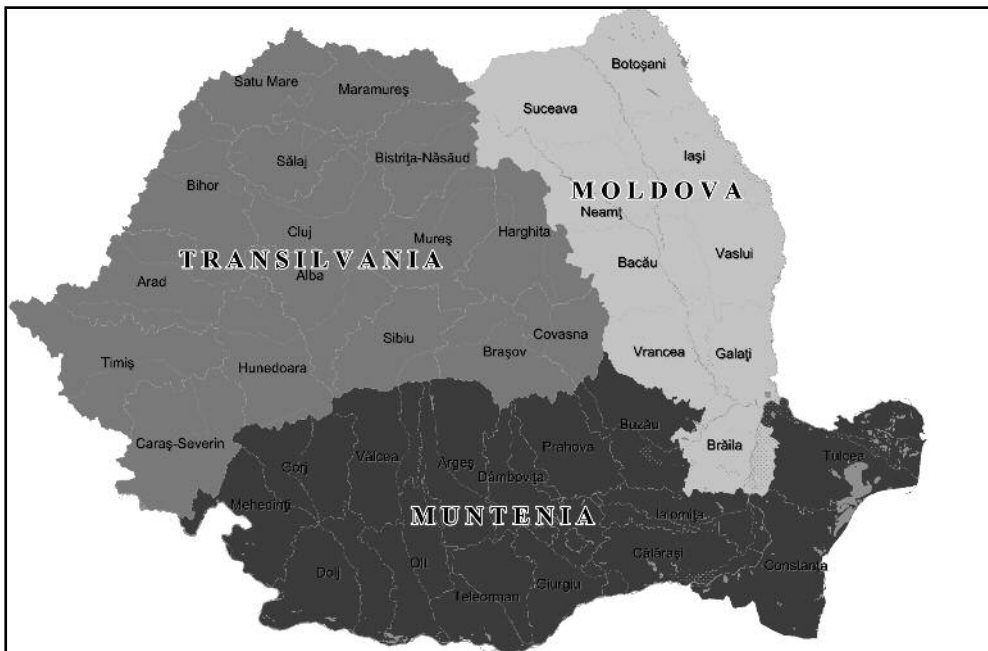 Botoşani
Satu Mare
Maramureş
Suceava
Bistriţa-Năsăud
Iaşi
Sălaj
Bihor
MOLDOVA
Neamţ
Cluj
Mureş
Harghita
Vaslui
TRANSILVANIA
Bacău
Alba
Arad
Covasna
Sibiu
Braşov
Vrancea
Galaţi
Timiş
Hunedoara
Buzău
Caraş-Severin
Brăila
Prahova
Vâlcea
Argeş
Tulcea
Gorj
Dâmboviţa
Mehedinţi
MUNTENIA
Ialomiţa
Călăraşi
Constanţa
Dolj
Olt
Giurgiu
Teleorman